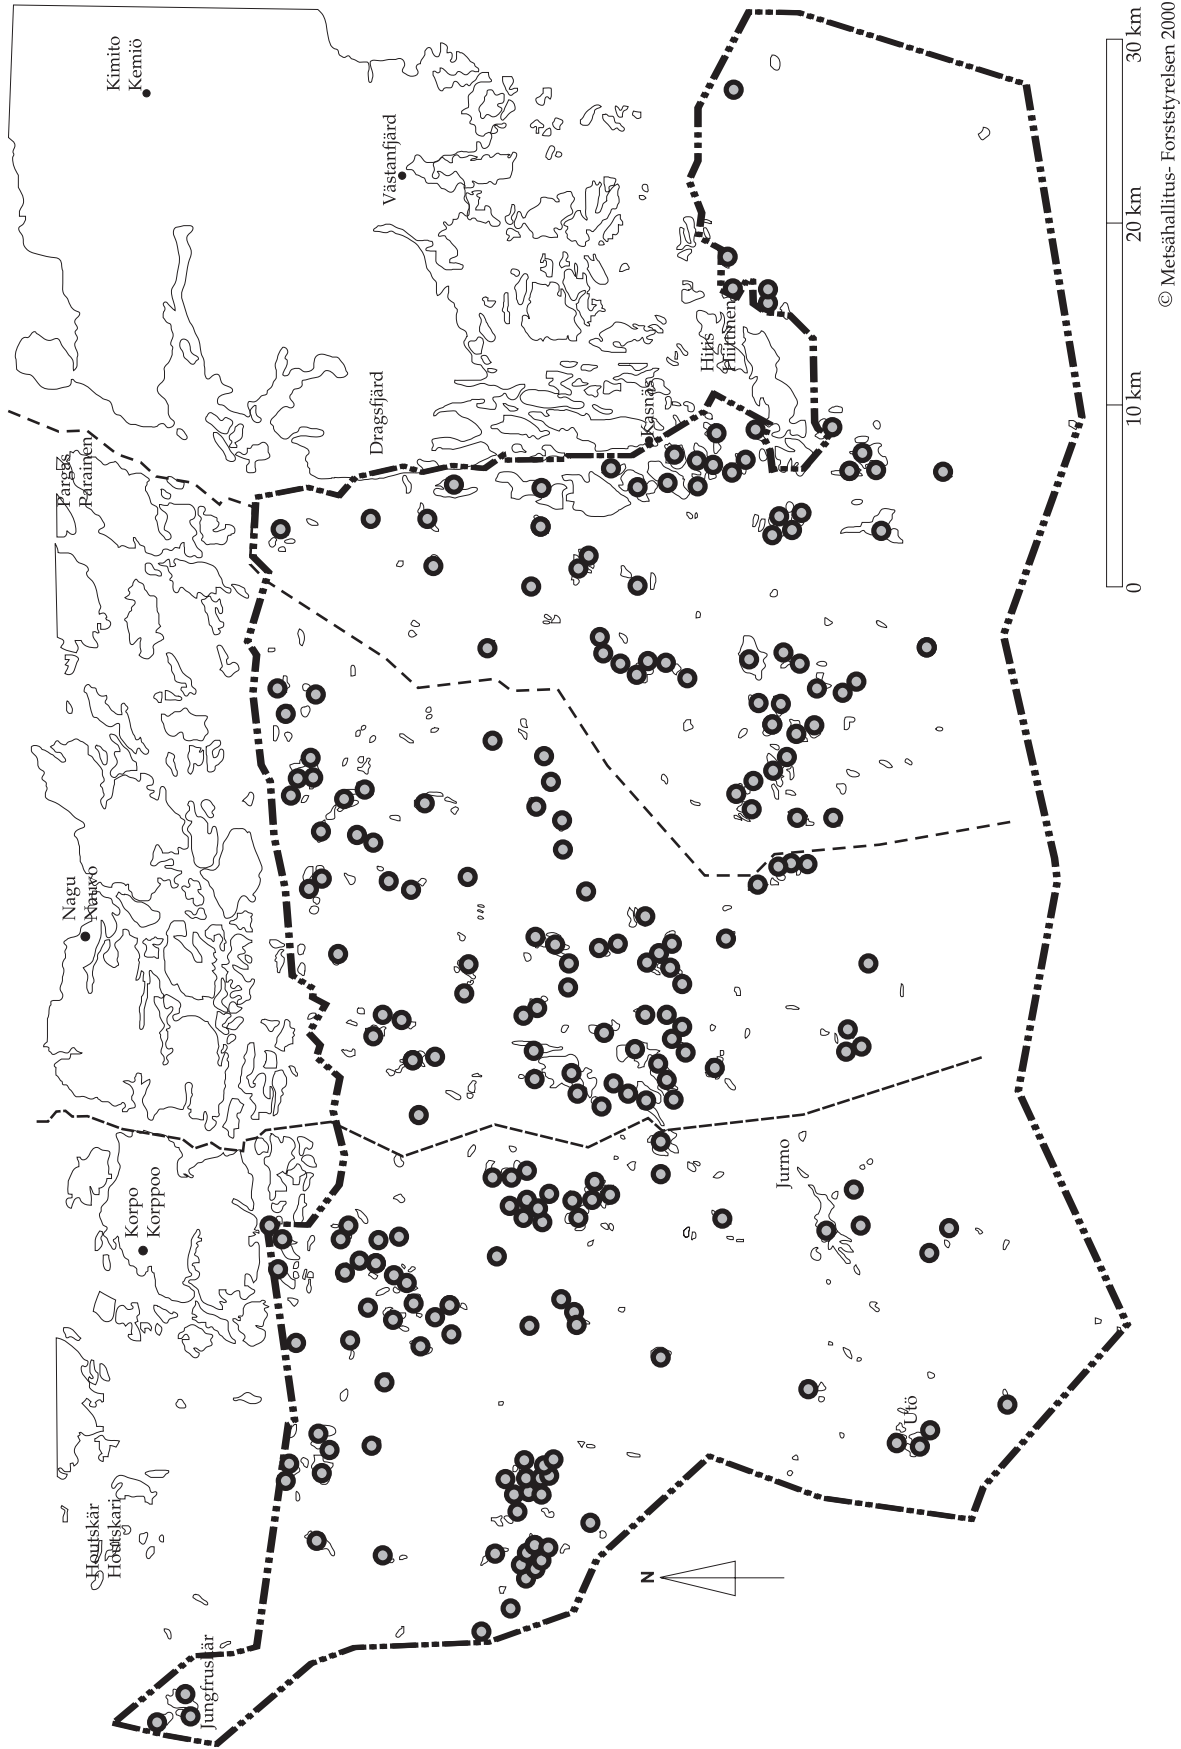 Houtskär
Houtskari
Korpo
Korppoo
Nagu
Nauvo
Pargas
Parainen
Kimito
Kemiö
Västanfjärd
Dragsfjärd
Kasnäs
Hitis
Hiittinen
Jungfruskär
Jurmo
Utö
N
0
10 km
20 km
30 km
© Metsähallitus- Forststyrelsen 2000